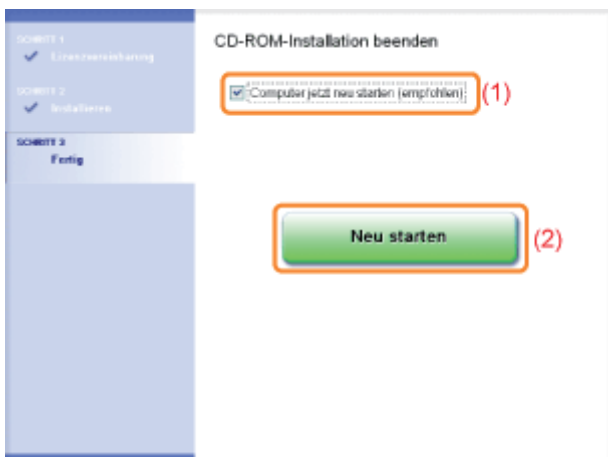 SCHRITT 1
Lizenzvereinbarung
SCHRITT 2
Installieren
SCHRITT 3
Fertig
CD-ROM-Installation beenden
Computer jetzt neu starten (empfohlen)
(1)
Neu starten
(2)